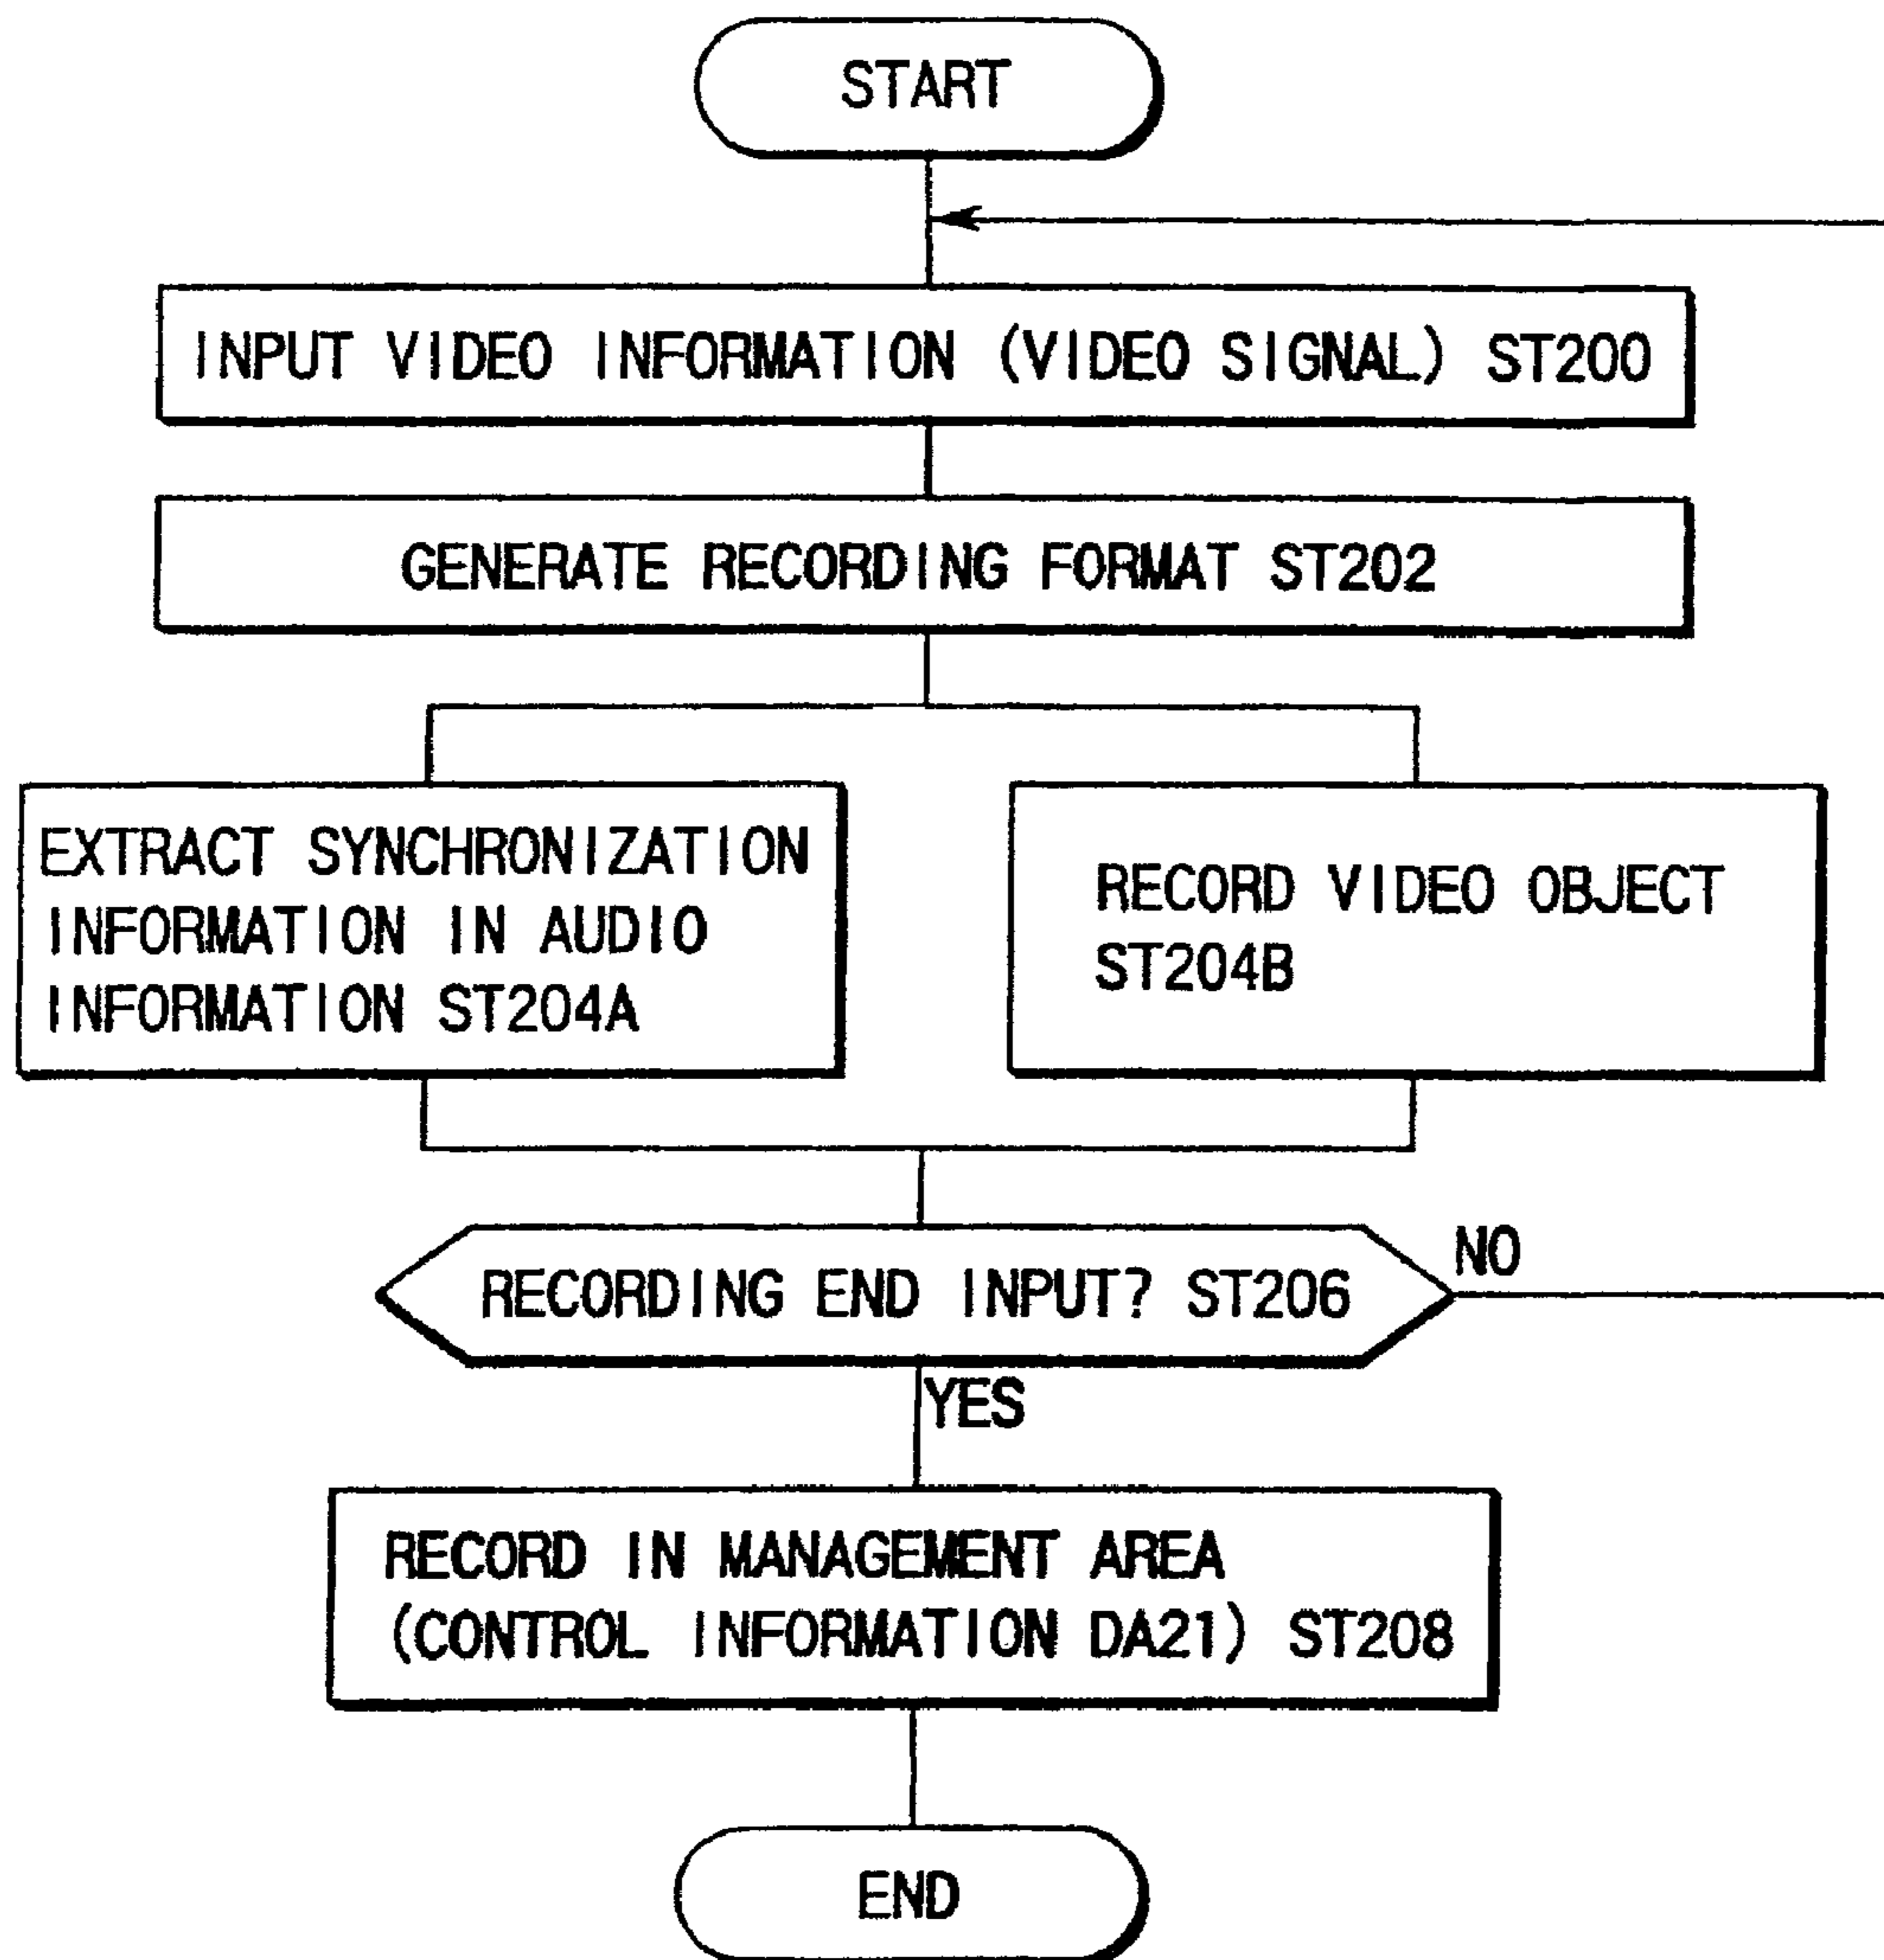 START
INPUT VIDEO INFORMATION (VIDEO SIGNAL) ST200
GENERATE RECORDING FORMAT ST202
EXTRACT SYNCHRONIZATION
INFORMATION IN AUDIO
INFORMATION ST204A
RECORD VIDEO OBJECT
ST204B
RECORDING END INPUT? ST206
NO
YES
RECORD IN MANAGEMENT AREA
(CONTROL INFORMATION DA21) ST208
END